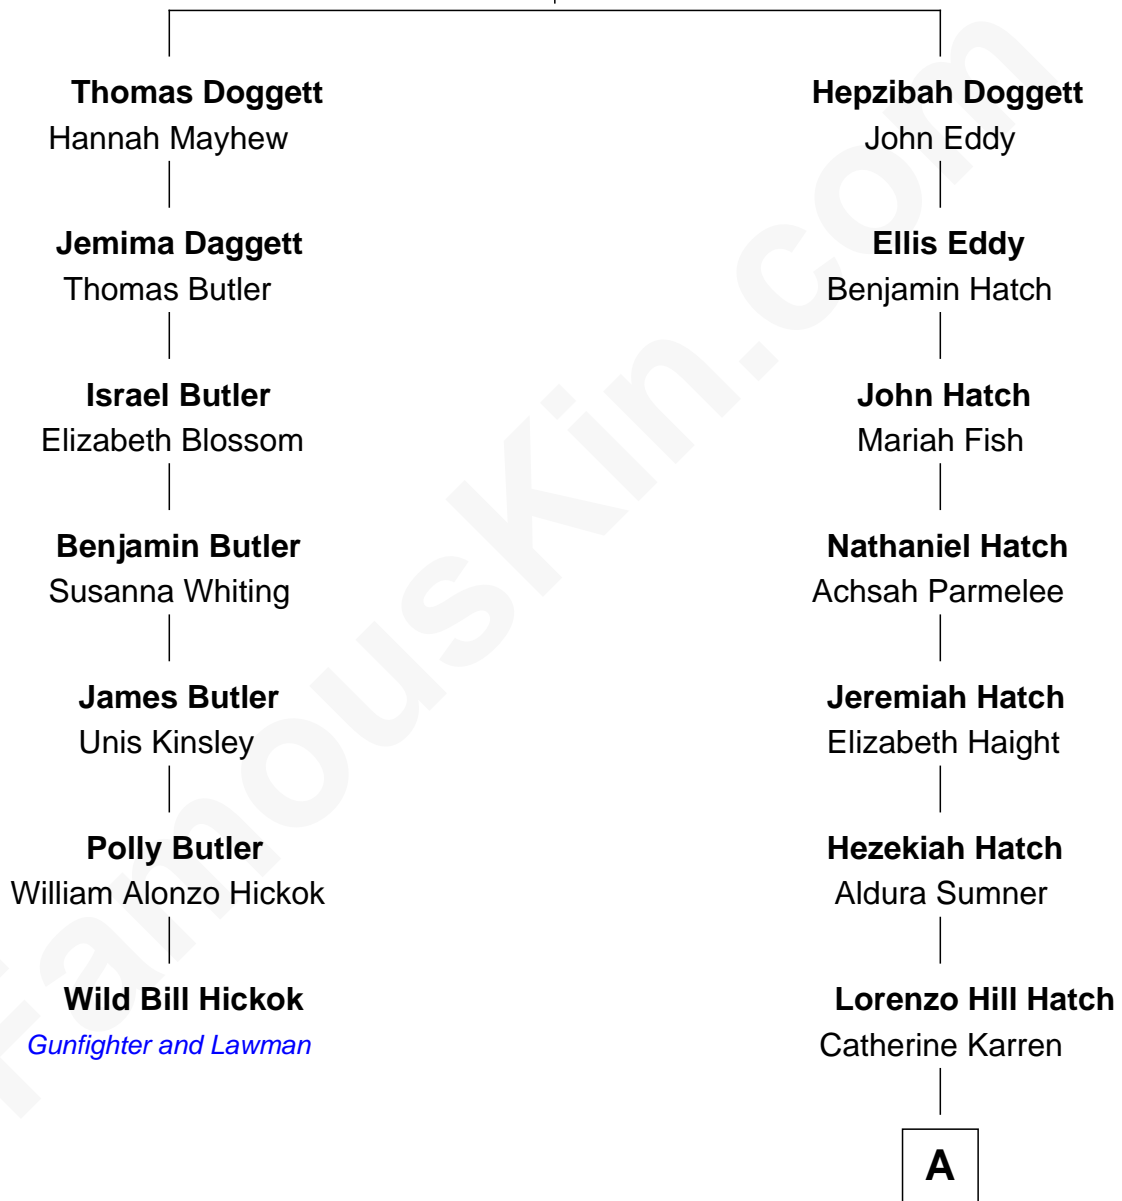 Thomas Doggett
Hannah Mayhew
Jemima Daggett
Thomas Butler
Israel Butler
Elizabeth Blossom
Benjamin Butler
Susanna Whiting
James Butler
Unis Kinsley
Polly Butler
William Alonzo Hickok
Wild Bill Hickok
Gunfighter and Lawman
Hepzibah Doggett
John Eddy
Ellis Eddy
Benjamin Hatch
John Hatch
Mariah Fish
Nathaniel Hatch
Achsah Parmelee
Jeremiah Hatch
Elizabeth Haight
Hezekiah Hatch
Aldura Sumner
Lorenzo Hill Hatch
Catherine Karren
A
FamousKin.com